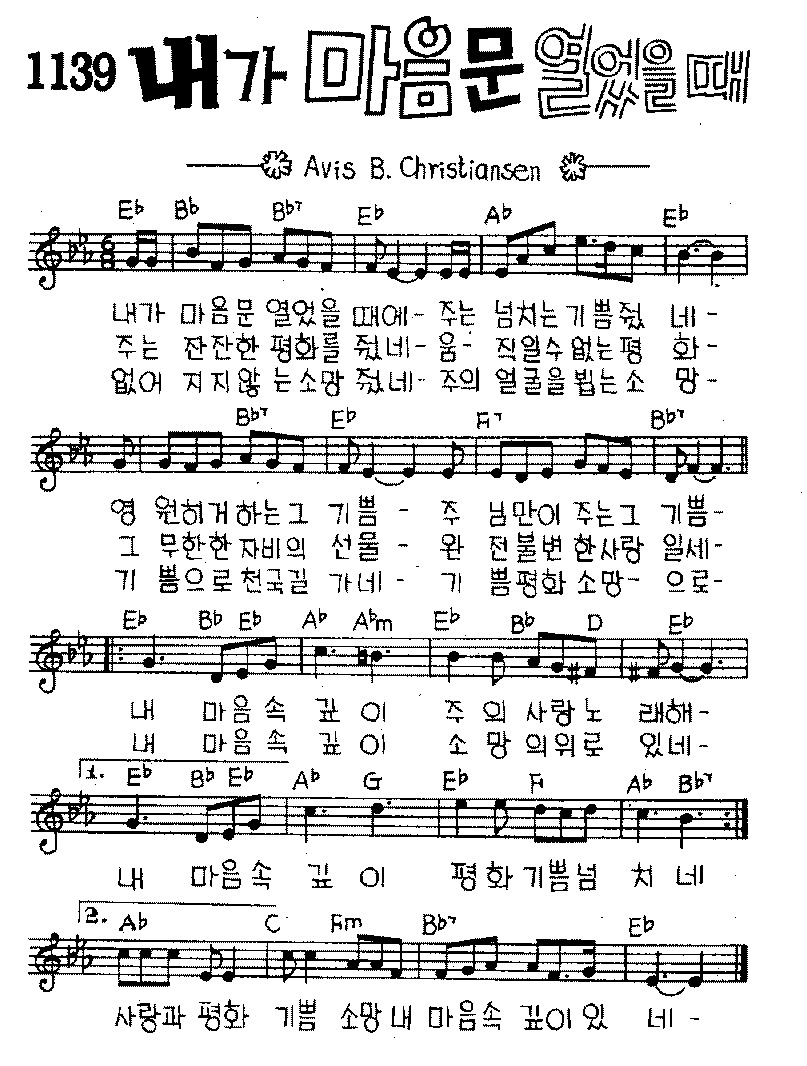 1139 내가 마음문 열었을 때
Avis B. Christiansen
E♭ B♭ B♭7 E♭ A♭ E♭
내가 마음문 열었을 때에- 주는 넘치는 기쁨줬 네-
주는 잔잔한 평화를 줬네- 움- 직일수 없는 평 화-
없어 지지않 는소망 줬네- 주의 얼굴을 뵙는소 망-
B♭7 E♭ F7 B♭7
영 원히거 하는그 기쁨- 주 님만이 주는그 기쁨-
그 무한한 자비의 선물- 완 전불변 한사랑 일세-
기 쁨으로 천국길 가네- 기 쁨평화 소망- 으로-
E♭ B♭ E♭ A♭ A♭m E♭ B♭ D E♭
내 마음속 깊 이 주 의 사랑노 래해-
내 마음속 깊 이 소 망의위로 있네-
1. E♭ B♭ E♭ A♭ G E♭ F A♭ B♭7
내 마음속 깊 이 평화기쁨넘 치 네
2. A♭ C Fm B♭7 E♭
사랑과 평화 기쁨 소망내 마음속 깊이있 네-